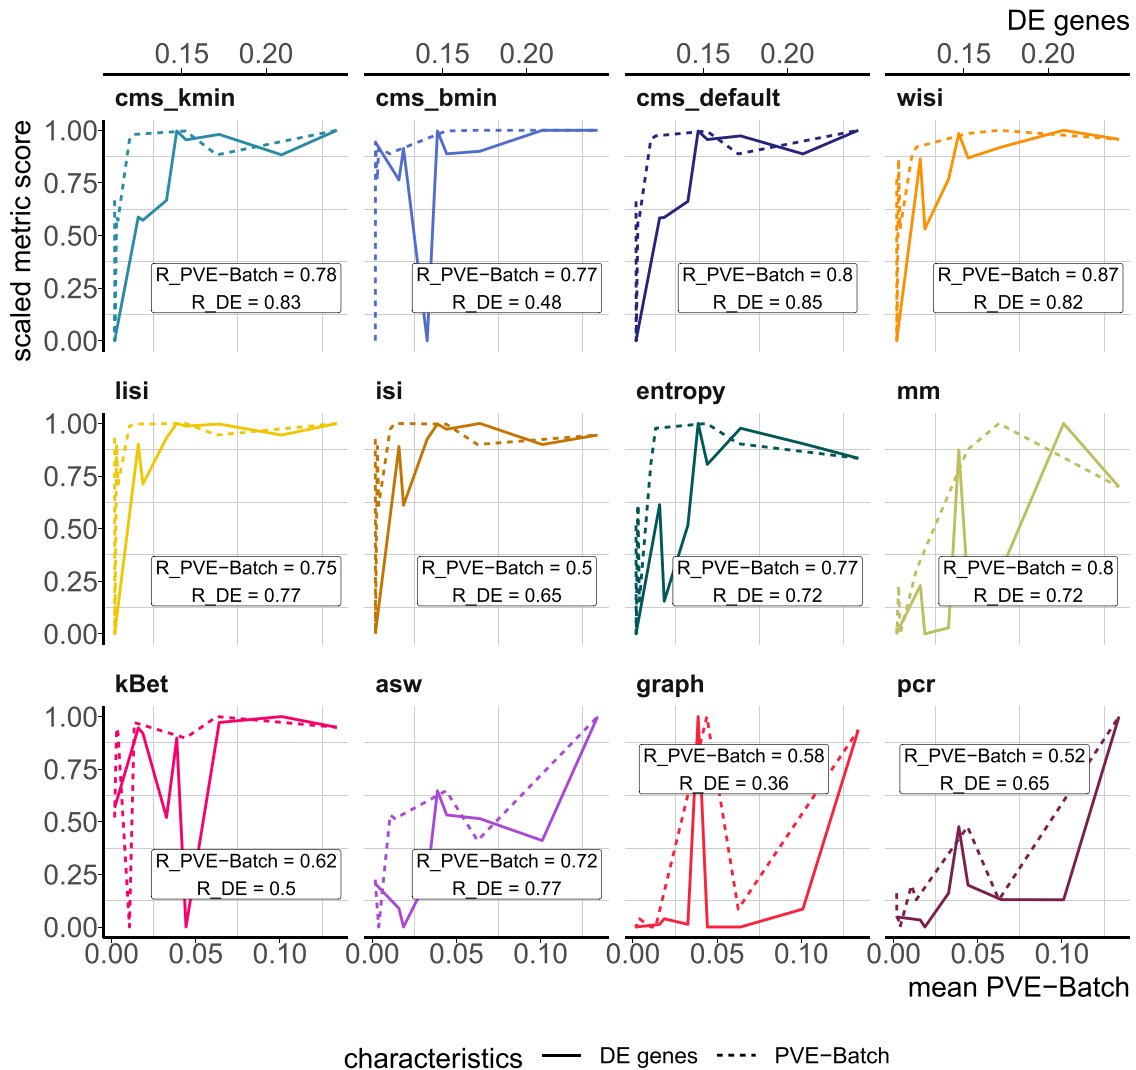 DE genes
0.15 0.20 0.15 0.20 0.15 0.20 0.15 0.20
cms_kmin cms_bmin cms_default wisi
scaled metric score
1.00
0.75
0.50
0.25
0.00
R_PVE−Batch = 0.78
R_DE = 0.83
R_PVE−Batch = 0.77
R_DE = 0.48
R_PVE−Batch = 0.8
R_DE = 0.85
R_PVE−Batch = 0.87
R_DE = 0.82
lisi isi entropy mm
1.00
0.75
0.50
0.25
0.00
R_PVE−Batch = 0.75
R_DE = 0.77
R_PVE−Batch = 0.5
R_DE = 0.65
R_PVE−Batch = 0.77
R_DE = 0.72
R_PVE−Batch = 0.8
R_DE = 0.72
kBet asw graph pcr
1.00
0.75
0.50
0.25
0.00
R_PVE−Batch = 0.62
R_DE = 0.5
R_PVE−Batch = 0.72
R_DE = 0.77
R_PVE−Batch = 0.58
R_DE = 0.36
R_PVE−Batch = 0.52
R_DE = 0.65
0.00 0.05 0.10 0.00 0.05 0.10 0.00 0.05 0.10 0.00 0.05 0.10
mean PVE−Batch
characteristics DE genes PVE−Batch